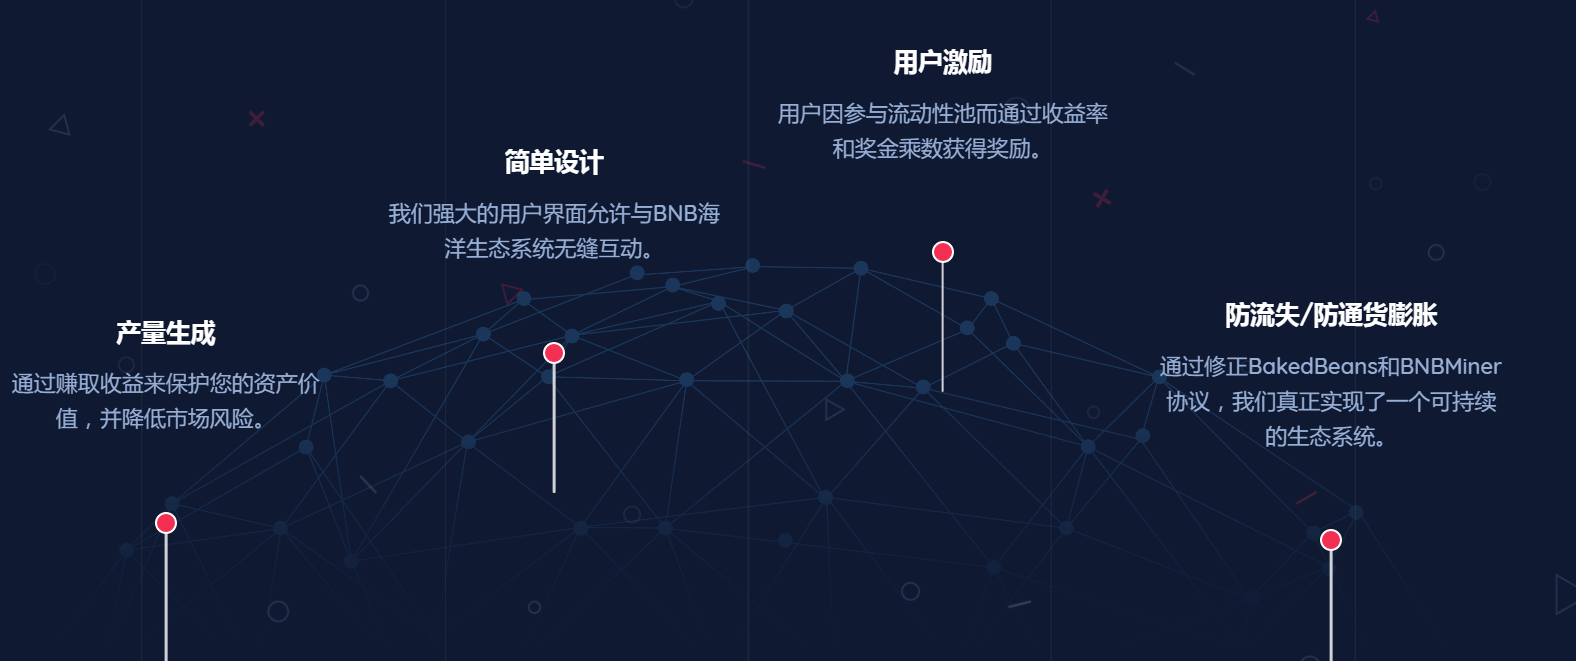 用户激励
用户因参与流动性池而通过收益率
和奖金乘数获得奖励。
简单设计
我们强大的用户界面允许与BNB海
洋生态系统无缝互动。
产量生成
通过赚取收益来保护您的资产价
值，并降低市场风险。
防流失/防通货膨胀
通过修正BakedBeans和BNBMiner
协议，我们真正实现了一个可持续
的生态系统。